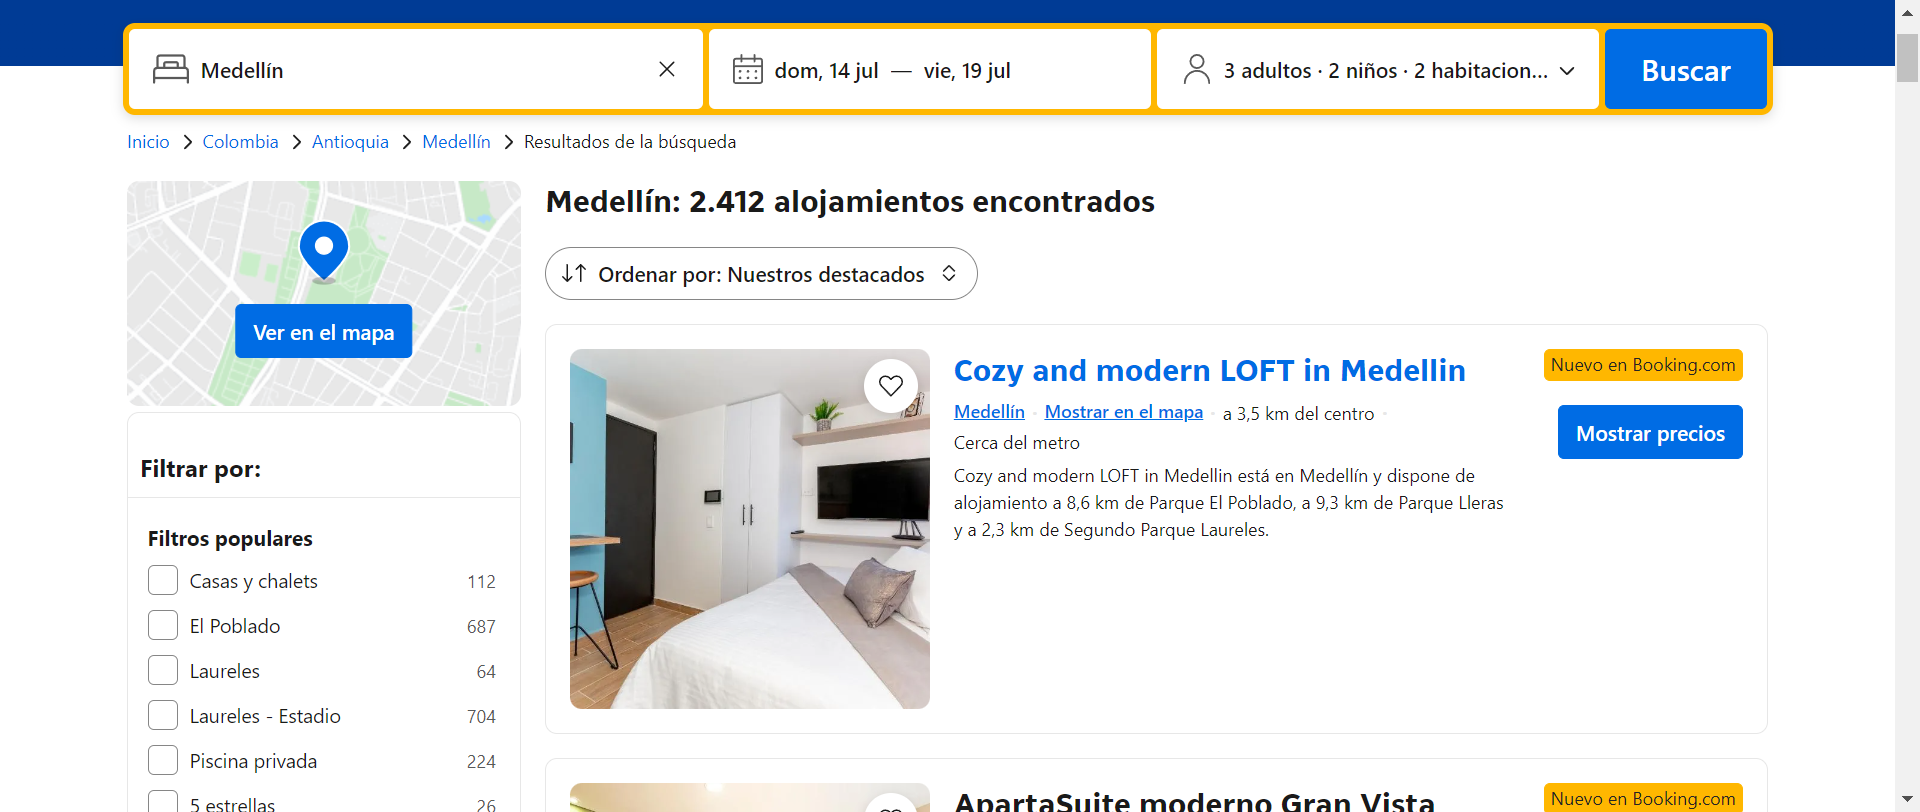 Medellín
dom, 14 jul — vie, 19 jul
3 adultos · 2 niños · 2 habitacion...
Buscar
Inicio > Colombia > Antioquia > Medellín > Resultados de la búsqueda
Ver en el mapa
Filtrar por:
Filtros populares
Casas y chalets 112
El Poblado 687
Laureles 64
Laureles - Estadio 704
Piscina privada 224
5 estrellas 26
Medellín: 2.412 alojamientos encontrados
Ordenar por: Nuestros destacados
Cozy and modern LOFT in Medellin
Medellín · Mostrar en el mapa · a 3,5 km del centro ·
Cerca del metro
Cozy and modern LOFT in Medellin está en Medellín y dispone de
alojamiento a 8,6 km de Parque El Poblado, a 9,3 km de Parque Lleras
y a 2,3 km de Segundo Parque Laureles.
Nuevo en Booking.com
Mostrar precios
ApartaSuite moderno Gran Vista
Nuevo en Booking.com